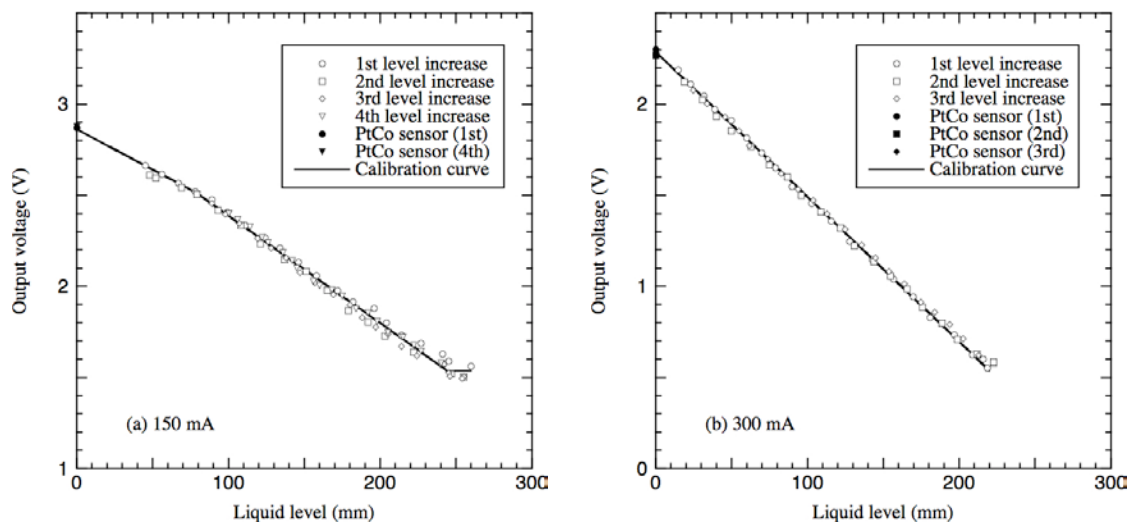 1st level increase
2nd level increase
3rd level increase
4th level increase
PtCo sensor (1st)
PtCo sensor (4th)
Calibration curve
Output voltage (V)
3
2
1
(a) 150 mA
0
100
200
300
Liquid level (mm)
1st level increase
2nd level increase
3rd level increase
PtCo sensor (1st)
PtCo sensor (2nd)
PtCo sensor (3rd)
Calibration curve
Output voltage (V)
2
1
0
(b) 300 mA
0
100
200
300
Liquid level (mm)